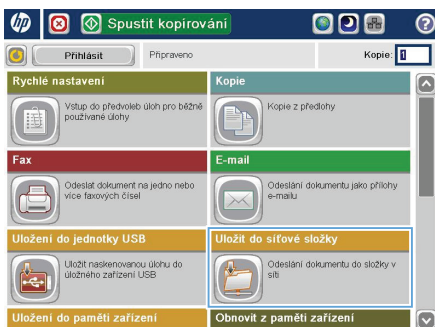 hp
Spustit kopírování
?
Přihlásit
Připraveno
Kopie: 1
Rychlé nastavení
Vstup do předvoleb úloh pro běžně
používané úlohy
Kopie
Kopie z předlohy
Fax
Odeslat dokument na jedno nebo
více faxových čísel
E-mail
Odeslání dokumentu jako přílohy
e-mailu
Uložení do jednotky USB
Uložit naskenovanou úlohu do
úložného zařízení USB
Uložit do síťové složky
Odeslání dokumentu do složky v
síti
Uložení do paměti zařízení
Obnovit z paměti zařízení